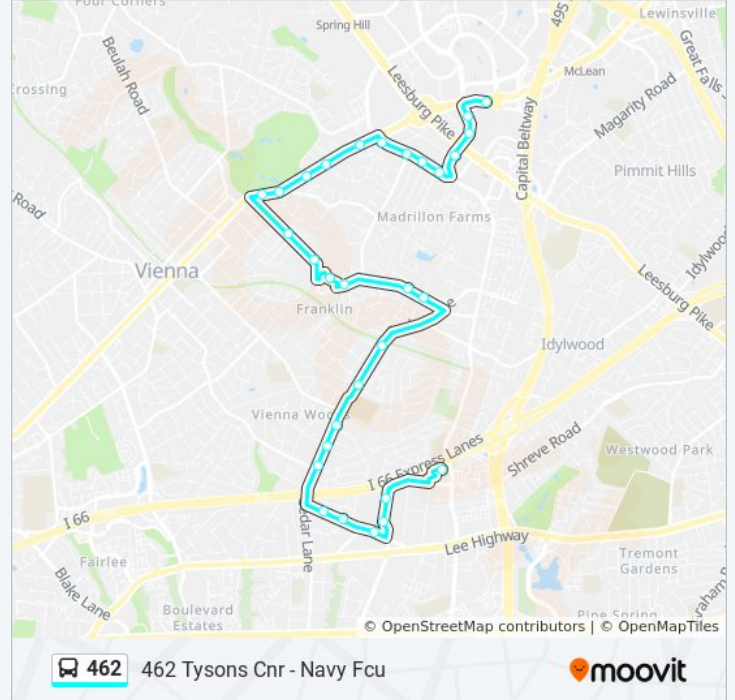 Four Corners
Lewinsville
Spring Hill
495
Beulah Road
Great Falls
McLean
Leesburg Pike
Crossing
Magarity Road
Capital Beltway
Pimmit Hills
Road
Madrillon Farms
Idylwood
Vienna
Leesburg Pike
Franklin
Idylwood
Vienna Woo
I 66 Express Lanes
Shreve Road
Westwood Park
I 66
edar Lane
Lee Highway
Fairlee
Tremont
Gardens
Blake Lane
Boulevard
Estates
raham
Pine Spring
© OpenStreetMap contributors | © OpenMapTiles
462 462 Tysons Cnr - Navy Fcu
moovit